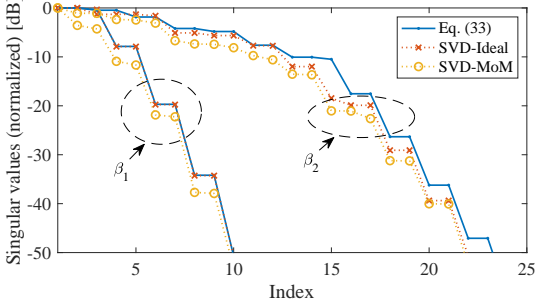 Singular values (normalized) [dB]
0
-10
-20
-30
-40
-50
Eq. (33)
SVD-Ideal
SVD-MoM
β1
β2
5
10
15
20
25
Index